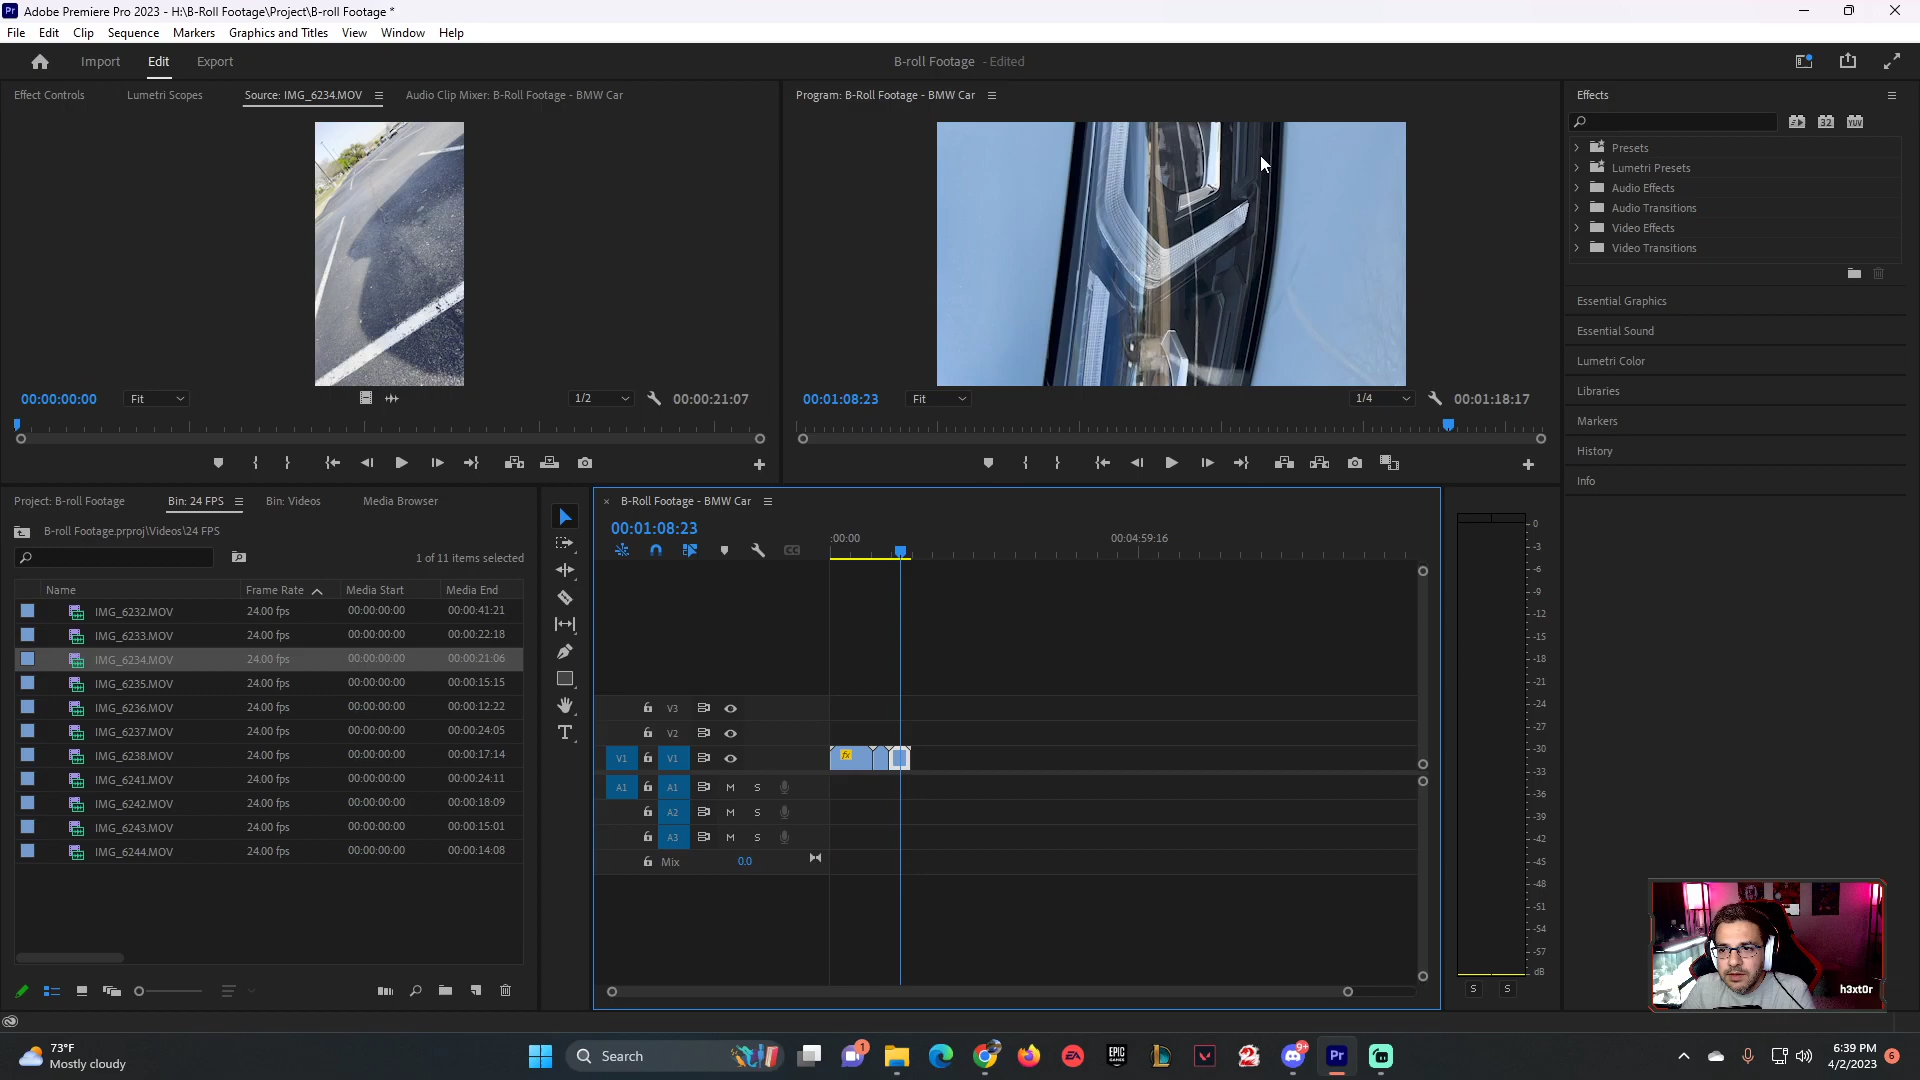 Adobe Premiere Pro 2023 - H:\B-Roll Footage\Project\B-roll Footage *
File Edit Clip Sequence Markers Graphics and Titles View Window Help
Import Edit Export
B-roll Footage - Edited
Effect Controls Lumetri Scopes Source: IMG_6234.MOV Audio Clip Mixer: B-Roll Footage - BMW Car
Program: B-Roll Footage - BMW Car
Effects
32 YUV
Presets
Lumetri Presets
Audio Effects
Audio Transitions
Video Effects
Video Transitions
Essential Graphics
Essential Sound
Lumetri Color
Libraries
Markers
History
Info
00:00:00:00 Fit 1/2 00:00:21:07
00:01:08:23 Fit 1/4 00:01:18:17
Project: B-roll Footage Bin: 24 FPS Bin: Videos Media Browser
B-roll Footage.prproj\Videos\24 FPS
1 of 11 items selected
Name Frame Rate Media Start Media End
IMG_6232.MOV 24.00 fps 00:00:00:00 00:00:41:21
IMG_6233.MOV 24.00 fps 00:00:00:00 00:00:22:18
IMG_6234.MOV 24.00 fps 00:00:00:00 00:00:21:06
IMG_6235.MOV 24.00 fps 00:00:00:00 00:00:15:15
IMG_6236.MOV 24.00 fps 00:00:00:00 00:00:12:22
IMG_6237.MOV 24.00 fps 00:00:00:00 00:00:24:05
IMG_6238.MOV 24.00 fps 00:00:00:00 00:00:17:14
IMG_6241.MOV 24.00 fps 00:00:00:00 00:00:24:11
IMG_6242.MOV 24.00 fps 00:00:00:00 00:00:18:09
IMG_6243.MOV 24.00 fps 00:00:00:00 00:00:15:01
IMG_6244.MOV 24.00 fps 00:00:00:00 00:00:14:08
× B-Roll Footage - BMW Car
00:01:08:23
:00:00 00:04:59:16
V3
V2
V1 V1 fx
A1 A1 M S
A2 M S
A3 M S
Mix 0.0
0
-3
-6
-9
-12
-15
-18
-21
-24
-27
-30
-33
-36
-39
-42
-45
-48
-51
-54
-57
dB
S S
h3xt0r
73°F
Mostly cloudy
Search
1
EA
EPIC GAMES
9+
Pr
6:39 PM
4/2/2023
6